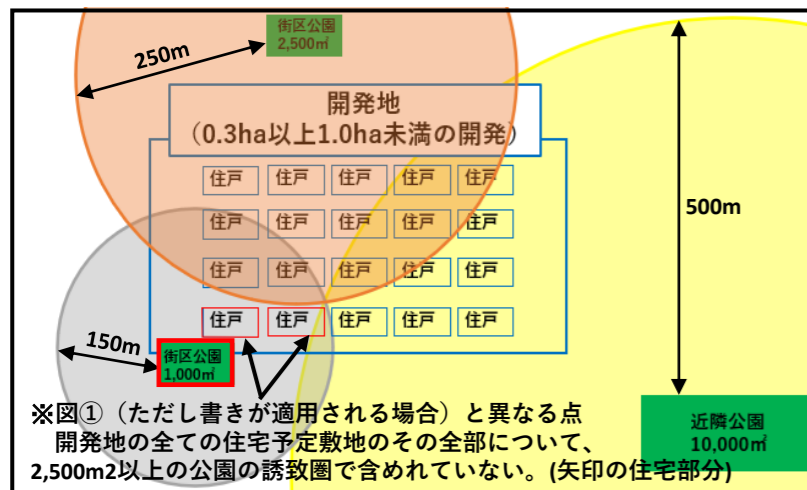 街区公園
2,500㎡
250m
開発地
（0.3ha以上1.0ha未満の開発）
住戸 住戸 住戸 住戸 住戸
500m
住戸 住戸 住戸 住戸 住戸
住戸 住戸 住戸 住戸 住戸
住戸 住戸 住戸 住戸 住戸
150m
街区公園
1,000㎡
※図①（ただし書きが適用される場合）と異なる点
開発地の全ての住宅予定敷地のその全部について、
2,500m2以上の公園の誘致圏で含めれていない。(矢印の住宅部分)
近隣公園
10,000㎡